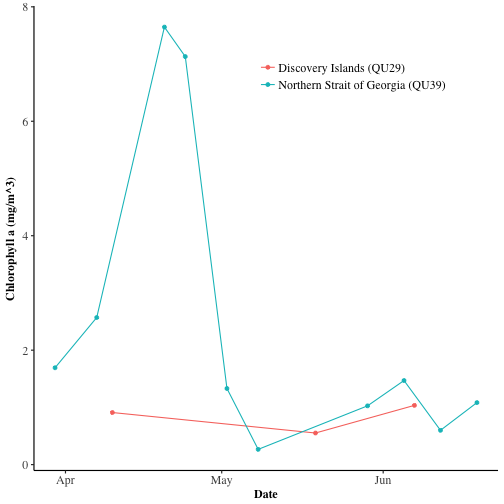 8
6
4
2
0
Chlorophyll a (mg/m^3)
Discovery Islands (QU29)
Northern Strait of Georgia (QU39)
Apr May Jun
Date